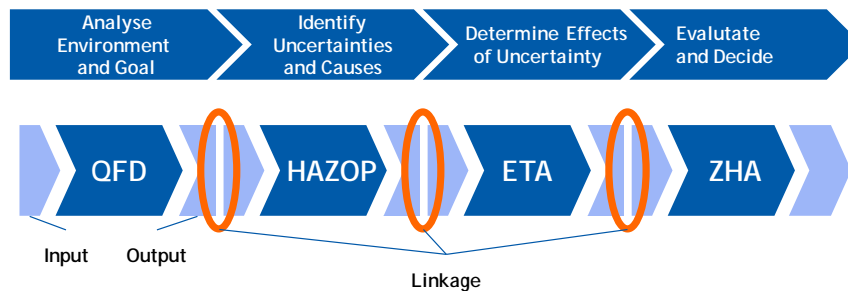 Analyse
Environment
and Goal
Identify
Uncertainties
and Causes
Determine Effects
of Uncertainty
Evalutate
and Decide
QFD
HAZOP
ETA
ZHA
Input
Output
Linkage